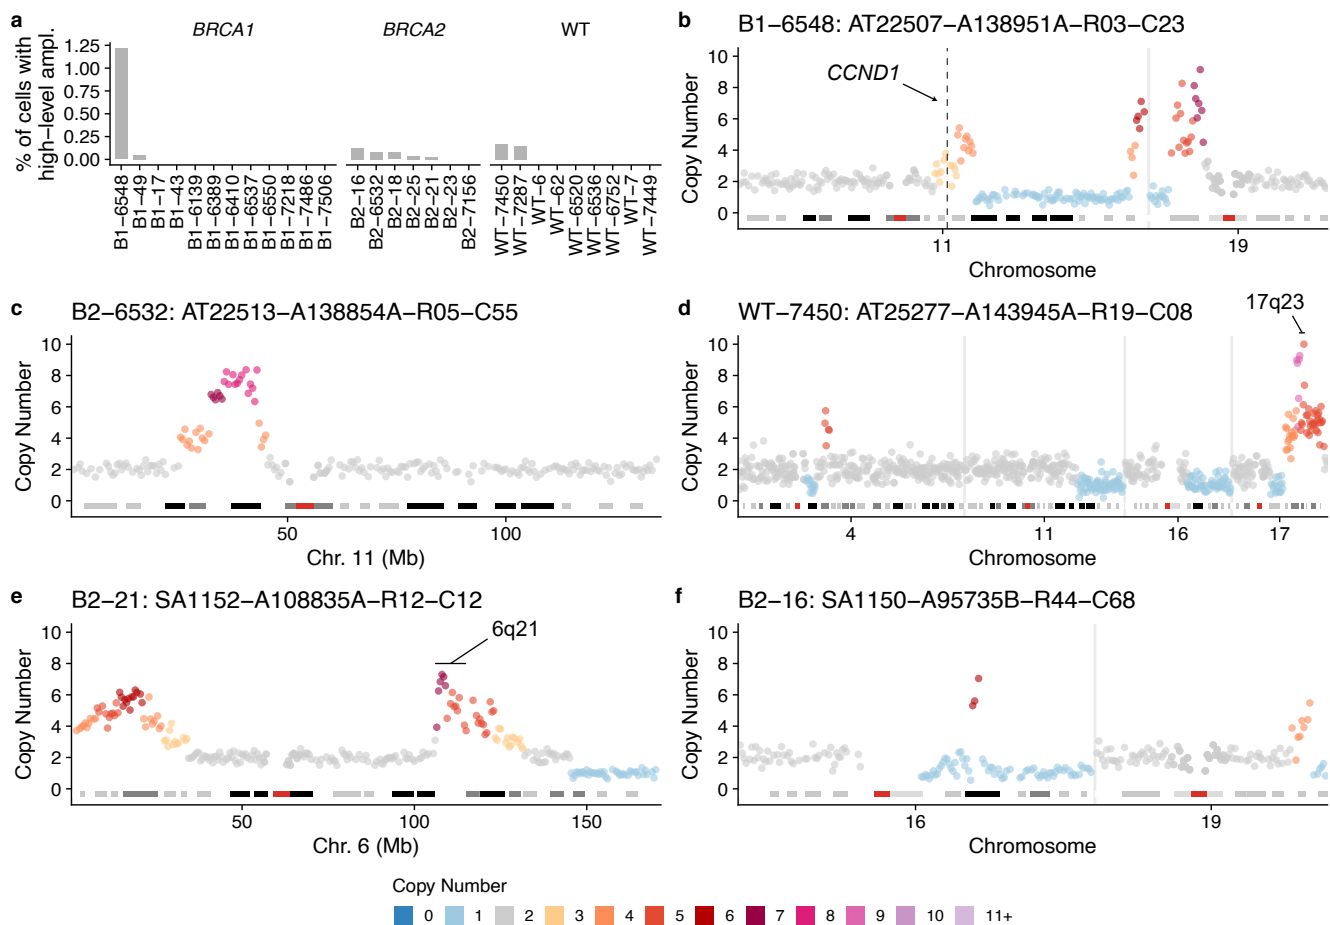 a
BRCA1
BRCA2
WT
% of cells with
high-level ampl.
1.25
1.00
0.75
0.50
0.25
0.00
B1-6548
B1-49
B1-17
B1-43
B1-6139
B1-6389
B1-6410
B1-6537
B1-6550
B1-7218
B1-7486
B1-7506
B2-16
B2-6532
B2-18
B2-25
B2-21
B2-23
B2-7156
WT-7450
WT-7287
WT-6
WT-62
WT-6520
WT-6536
WT-6752
WT-7
WT-7449
b
B1-6548: AT22507-A138951A-R03-C23
CCND1
Copy Number
10
8
6
4
2
0
11
19
Chromosome
c
B2-6532: AT22513-A138854A-R05-C55
Copy Number
10
8
6
4
2
0
50
100
Chr. 11 (Mb)
d
WT-7450: AT25277-A143945A-R19-C08
17q23
Copy Number
10
8
6
4
2
0
4
11
16
17
Chromosome
e
B2-21: SA1152-A108835A-R12-C12
6q21
Copy Number
10
8
6
4
2
0
50
100
150
Chr. 6 (Mb)
f
B2-16: SA1150-A95735B-R44-C68
Copy Number
10
8
6
4
2
0
16
19
Chromosome
Copy Number
0 1 2 3 4 5 6 7 8 9 10 11+